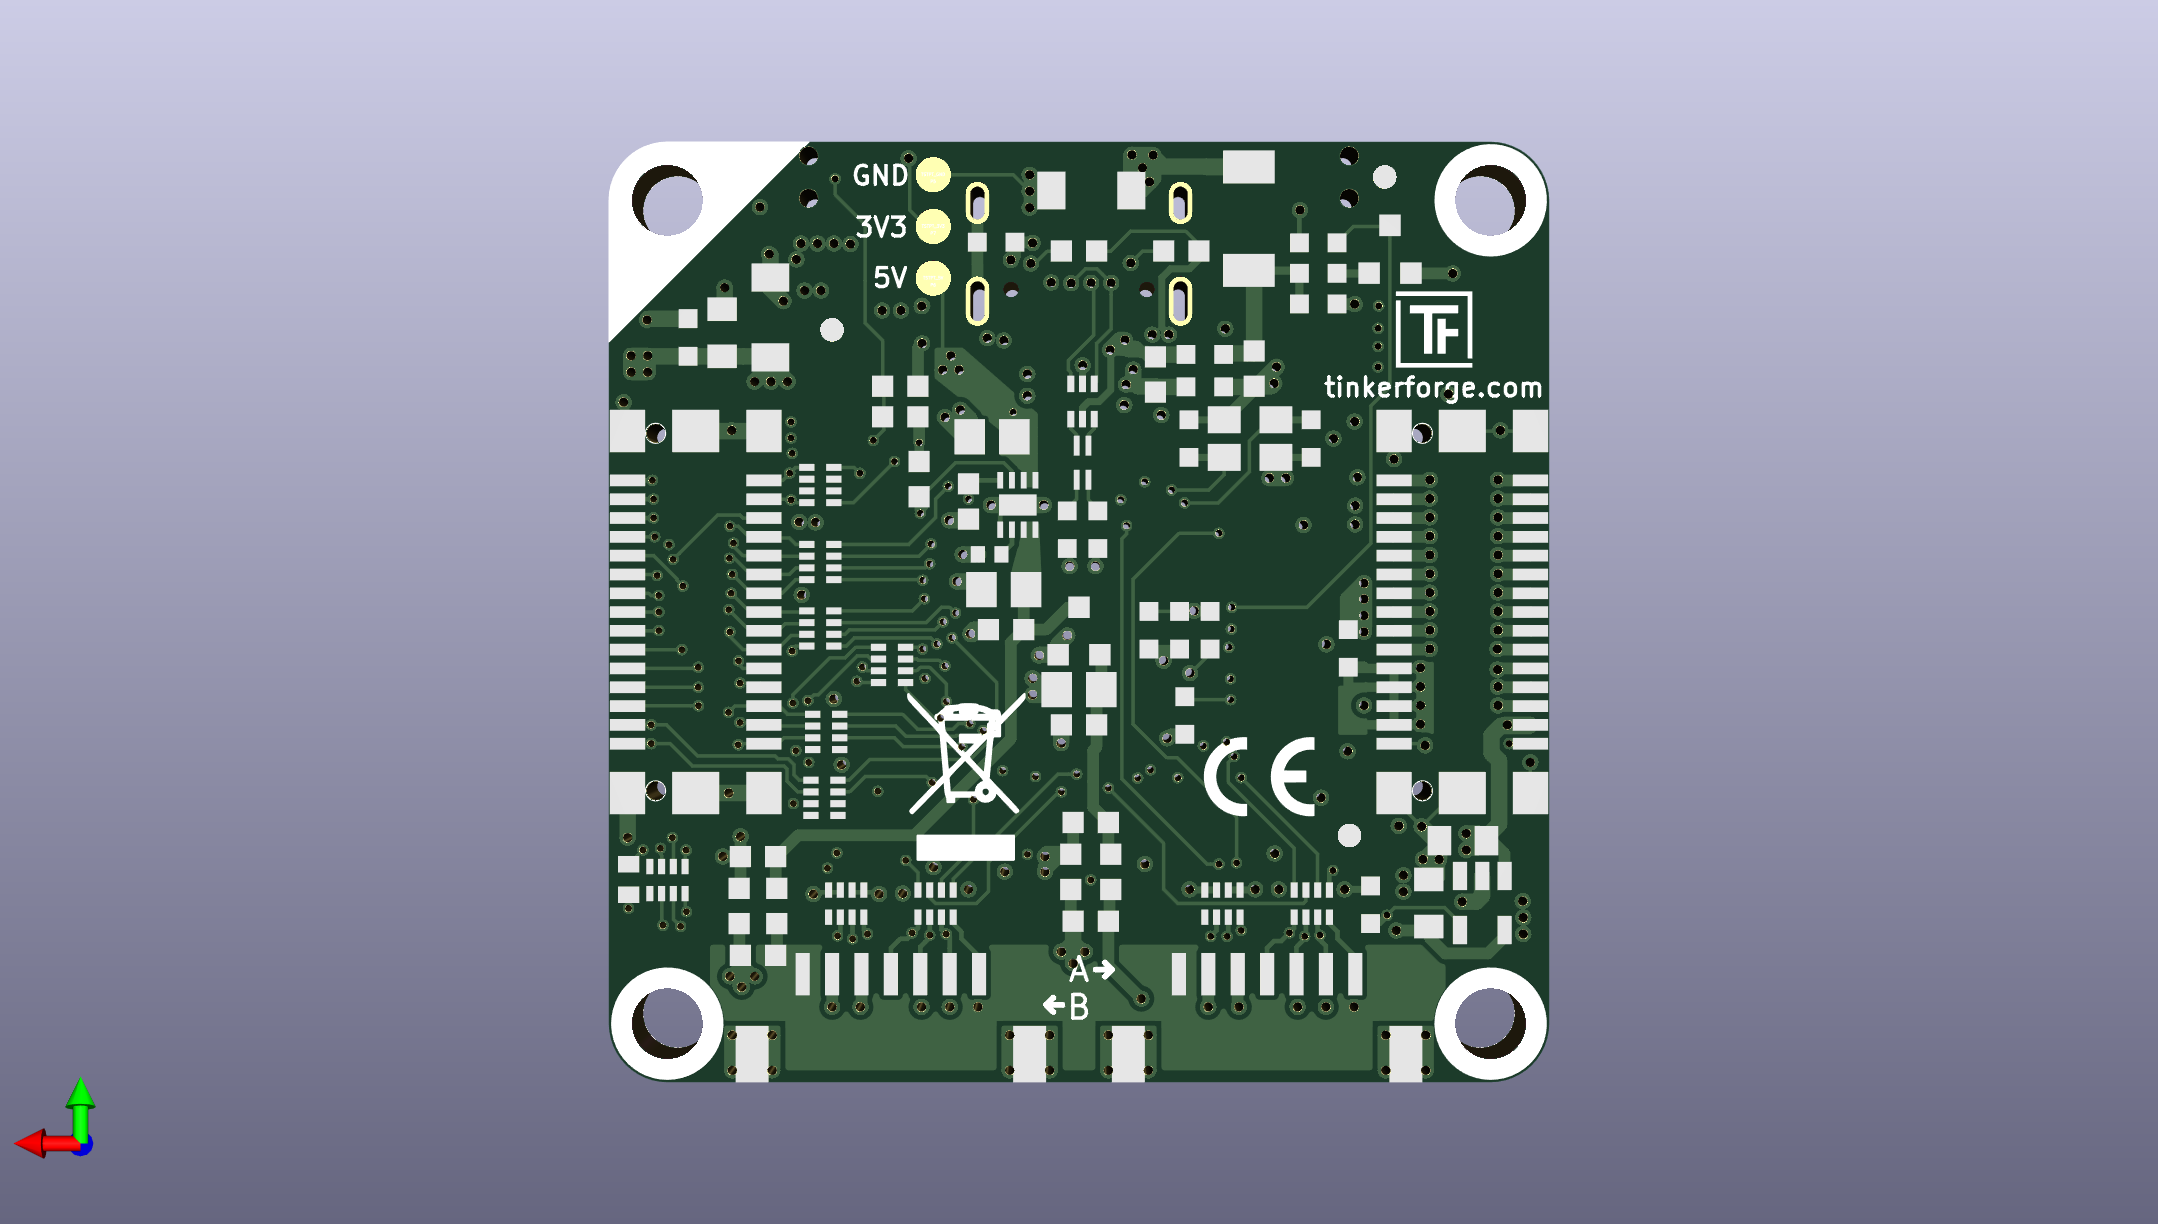 GND
3V3
5V
TF
tinkerforge.com
CE
A→
←B